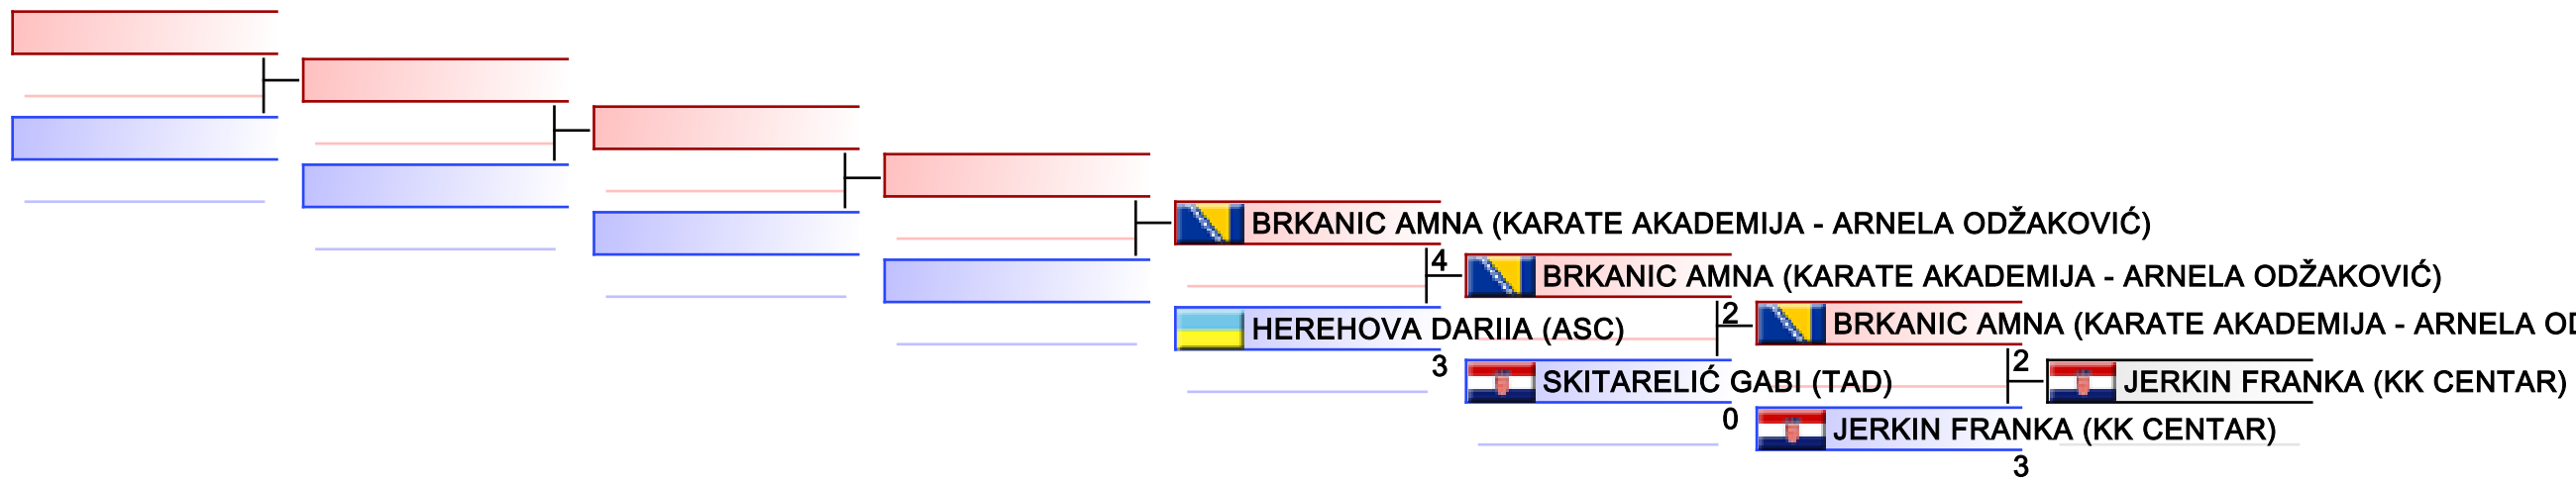 BRKANIC AMNA (KARATE AKADEMIJA - ARNELA ODŽAKOVIĆ)
4
BRKANIC AMNA (KARATE AKADEMIJA - ARNELA ODŽAKOVIĆ)
HEREHOVA DARIIA (ASC)
2
BRKANIC AMNA (KARATE AKADEMIJA - ARNELA OD
3
SKITARELIĆ GABI (TAD)
2
JERKIN FRANKA (KK CENTAR)
0
JERKIN FRANKA (KK CENTAR)
3